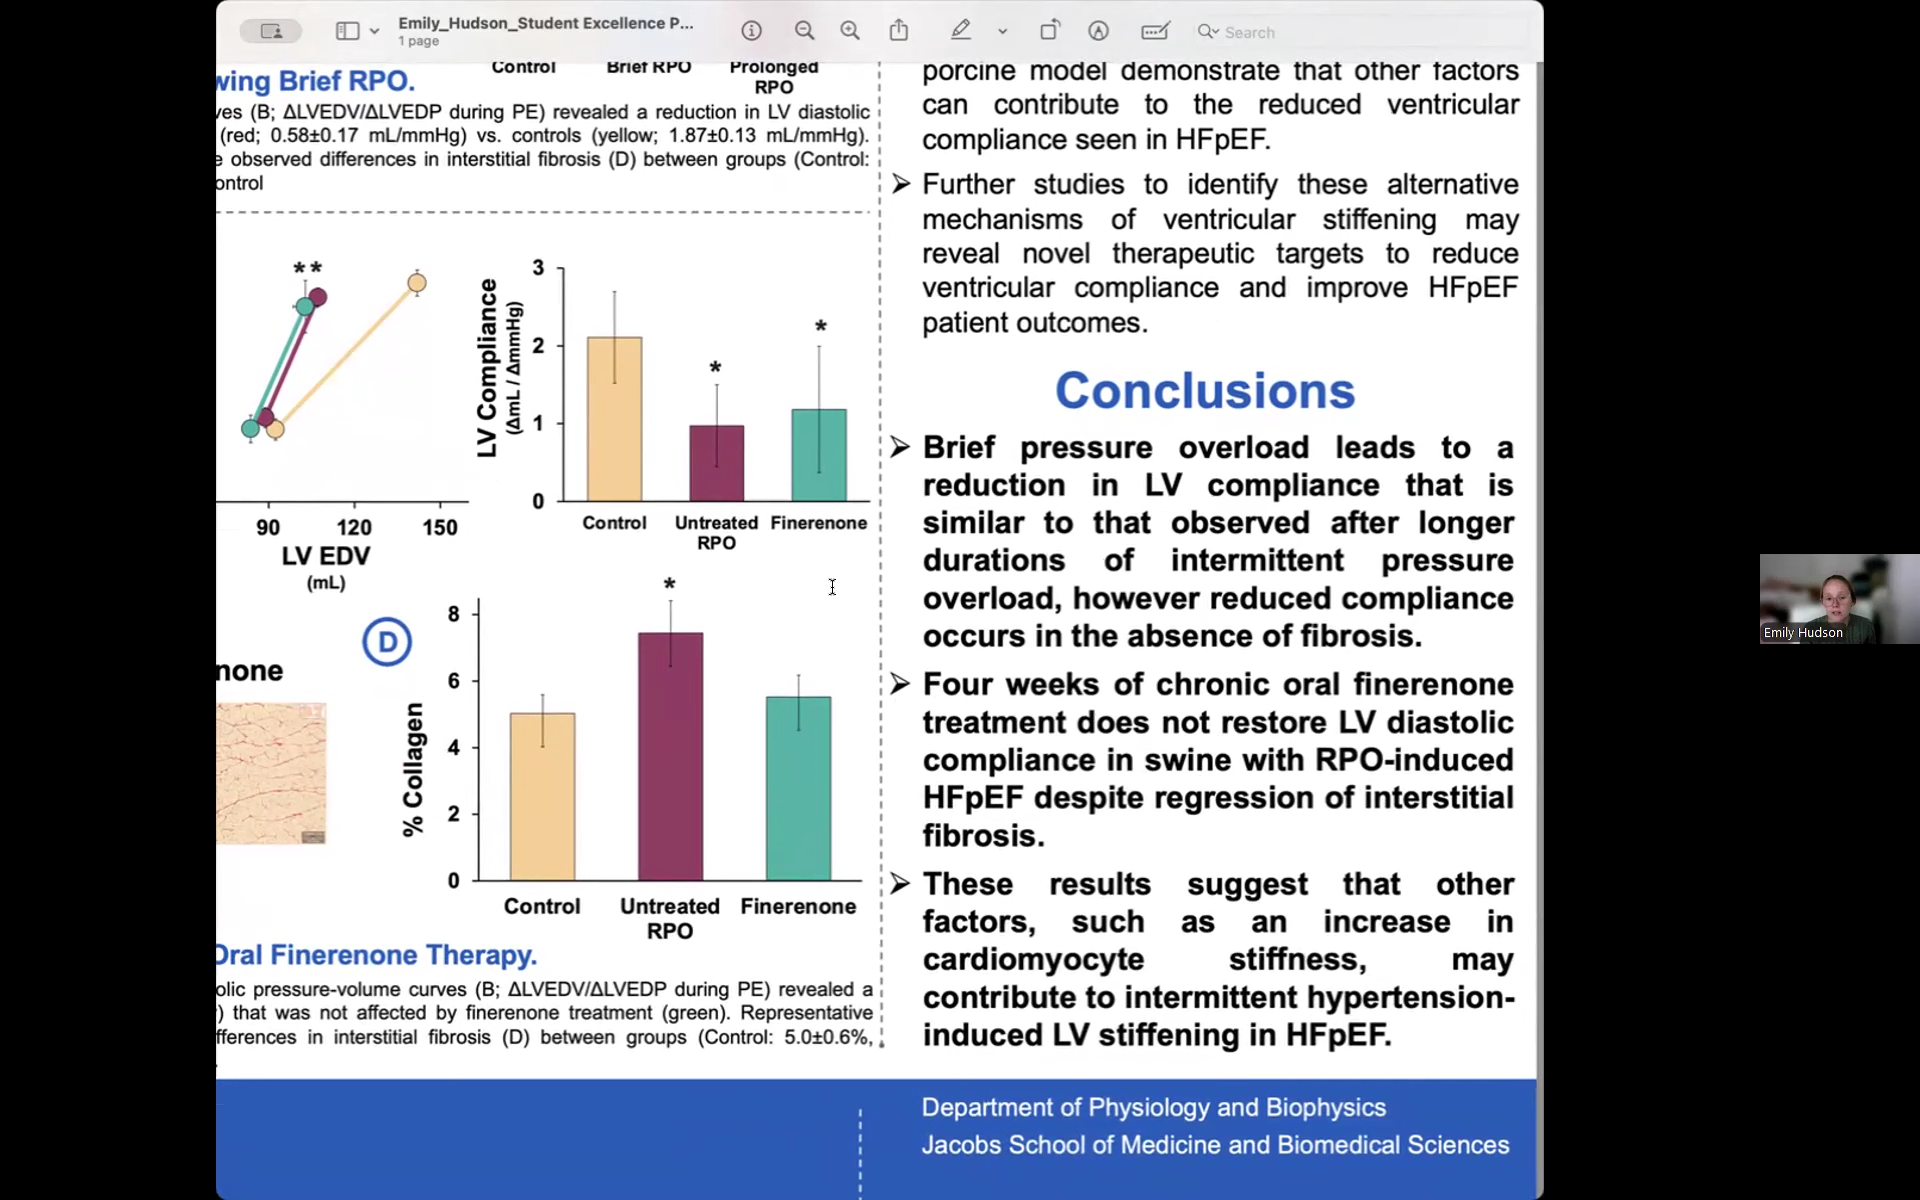 Emily_Hudson_Student Excellence P...
1 page
Search
wing Brief RPO.
Control
Brief RPO
Prolonged
RPO
ves (B; ΔLVEDV/ΔLVEDP during PE) revealed a reduction in LV diastolic
(red; 0.58±0.17 mL/mmHg) vs. controls (yellow; 1.87±0.13 mL/mmHg).
e observed differences in interstitial fibrosis (D) between groups (Control:
ontrol
**
90
120
150
LV EDV
(mL)
LV Compliance
(ΔmL / ΔmmHg)
3
2
1
0
*
*
Control
Untreated
RPO
Finerenone
none
D
% Collagen
8
6
4
2
0
*
Control
Untreated
RPO
Finerenone
Oral Finerenone Therapy.
olic pressure-volume curves (B; ΔLVEDV/ΔLVEDP during PE) revealed a
) that was not affected by finerenone treatment (green). Representative
fferences in interstitial fibrosis (D) between groups (Control: 5.0±0.6%,
porcine model demonstrate that other factors
can contribute to the reduced ventricular
compliance seen in HFpEF.
➢ Further studies to identify these alternative
mechanisms of ventricular stiffening may
reveal novel therapeutic targets to reduce
ventricular compliance and improve HFpEF
patient outcomes.
Conclusions
➢ Brief pressure overload leads to a
reduction in LV compliance that is
similar to that observed after longer
durations of intermittent pressure
overload, however reduced compliance
occurs in the absence of fibrosis.
➢ Four weeks of chronic oral finerenone
treatment does not restore LV diastolic
compliance in swine with RPO-induced
HFpEF despite regression of interstitial
fibrosis.
➢ These results suggest that other
factors, such as an increase in
cardiomyocyte stiffness, may
contribute to intermittent hypertension-
induced LV stiffening in HFpEF.
Department of Physiology and Biophysics
Jacobs School of Medicine and Biomedical Sciences
Emily Hudson